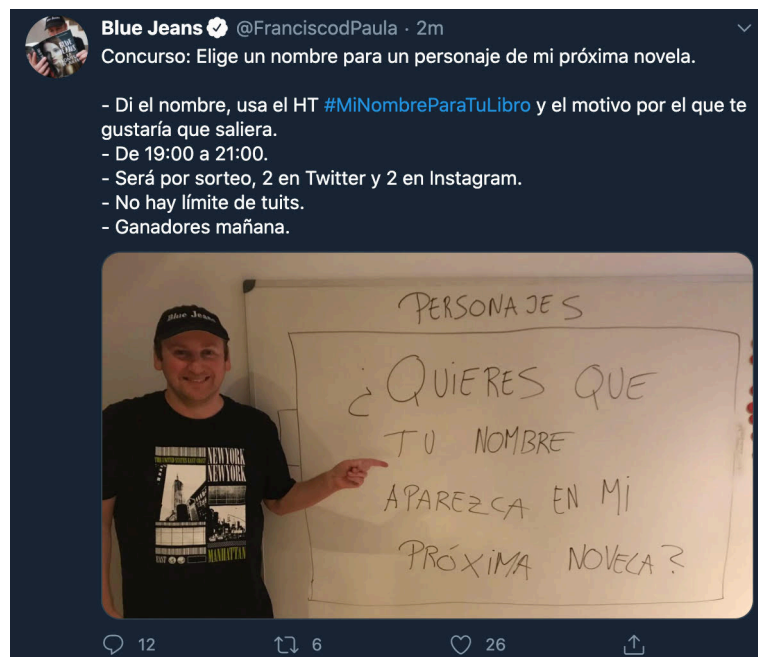 Blue Jeans @FranciscodPaula · 2m
Concurso: Elige un nombre para un personaje de mi próxima novela.
- Di el nombre, usa el HT #MiNombreParaTuLibro y el motivo por el que te
gustaría que saliera.
- De 19:00 a 21:00.
- Será por sorteo, 2 en Twitter y 2 en Instagram.
- No hay límite de tuits.
- Ganadores mañana.
PERSONAJES
¿QUIERES QUE
TU NOMBRE
APAREZCA EN MI
PRÓXIMA NOVELA?
Blue Jeans
NEW YORK
NEW YORK
MANHATTAN
12 6 26